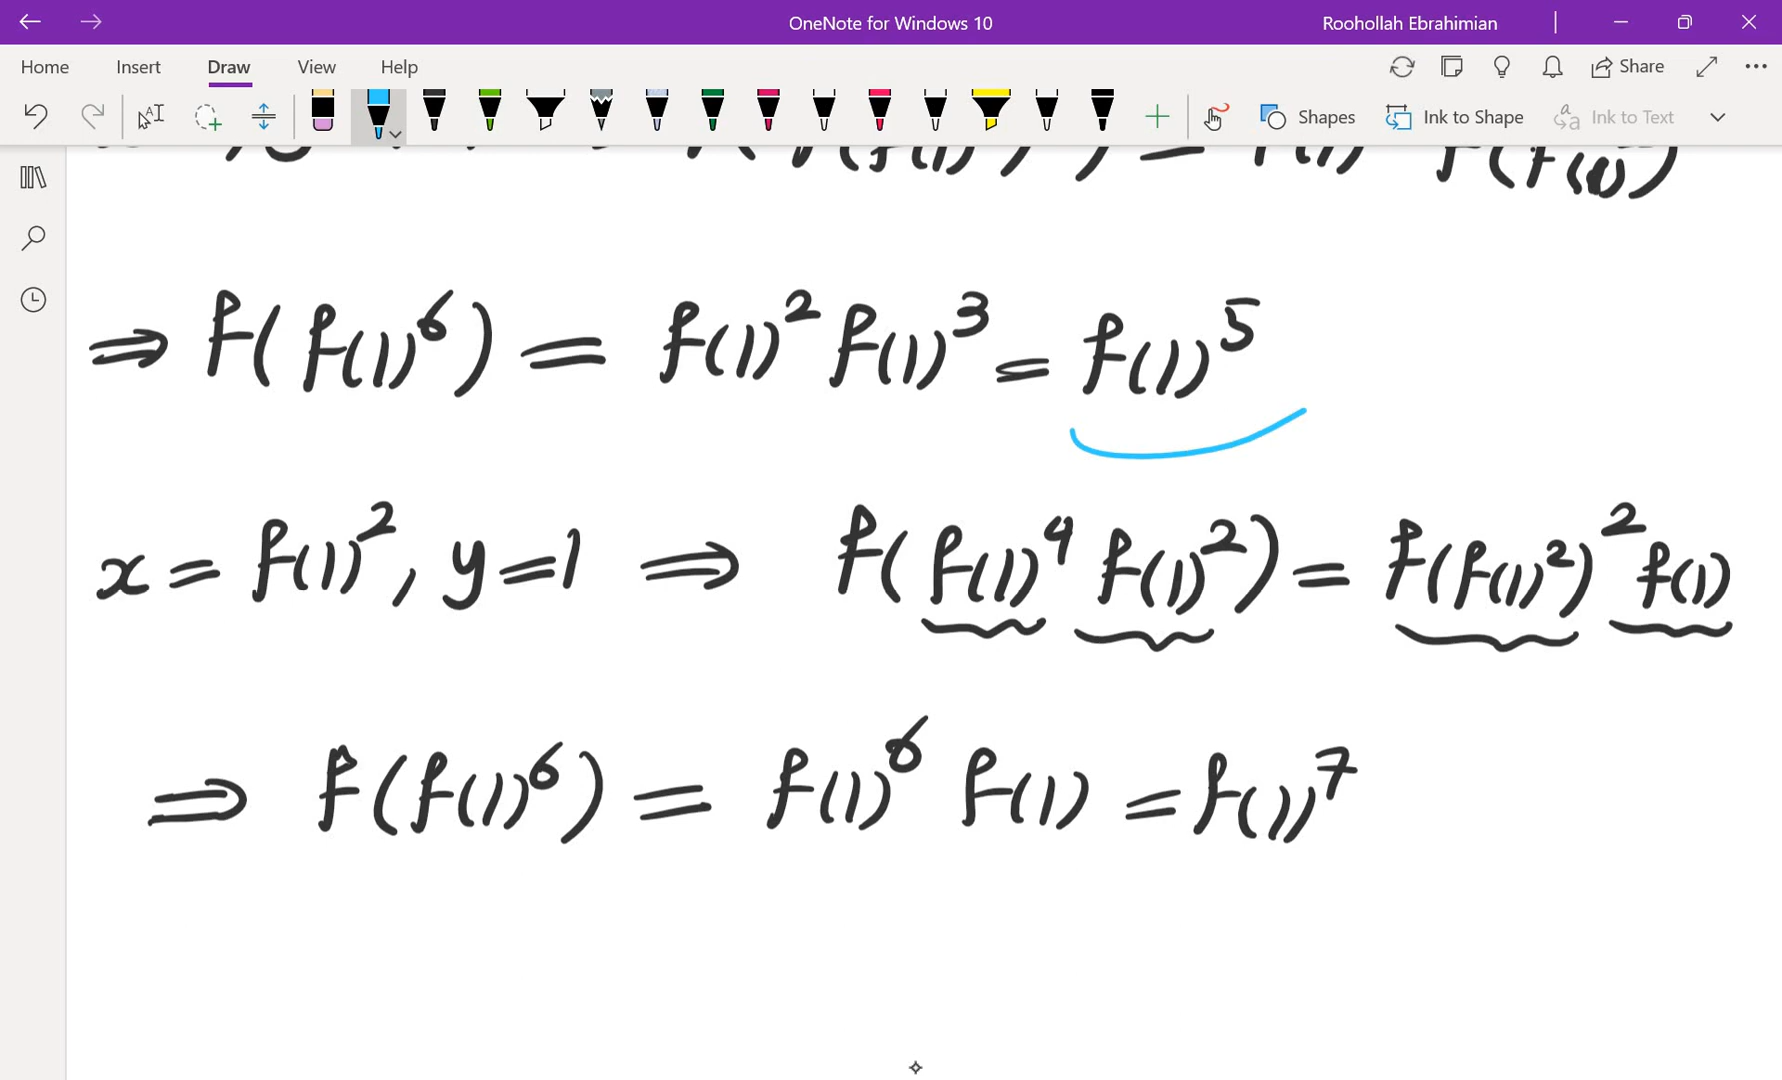 OneNote for Windows 10
Roohollah Ebrahimian
Home Insert Draw View Help
Share
Shapes Ink to Shape Ink to Text
f(f(1)
⇒ f(f(1)⁶) = f(1)² f(1)³ = f(1)⁵
x = f(1)², y=1 ⇒ f(f(1)⁴ f(1)²) = f(f(1)²)² f(1)
⇒ f(f(1)⁶) = f(1)⁶ f(1) = f(1)⁷